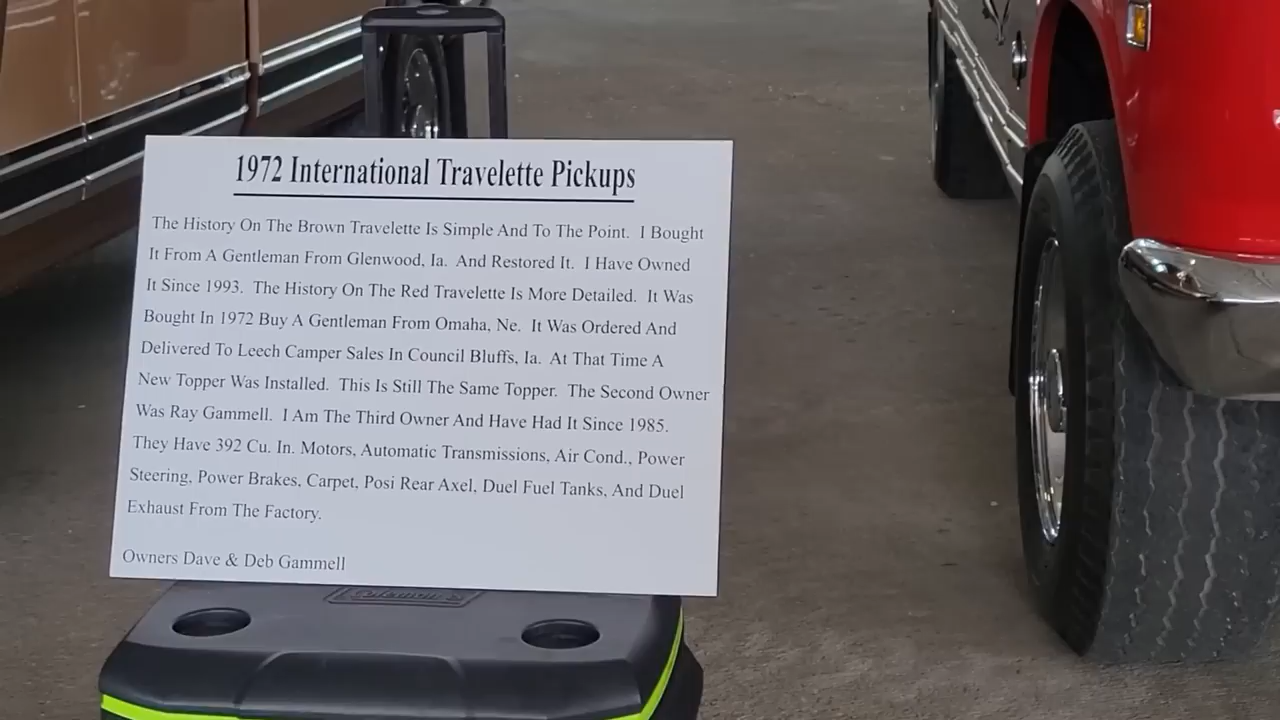 1972 International Travelette Pickups
The History On The Brown Travelette Is Simple And To The Point. I Bought
It From A Gentleman From Glenwood, Ia. And Restored It. I Have Owned
It Since 1993. The History On The Red Travelette Is More Detailed. It Was
Bought In 1972 Buy A Gentleman From Omaha, Ne. It Was Ordered And
Delivered To Leech Camper Sales In Council Bluffs, Ia. At That Time A
New Topper Was Installed. This Is Still The Same Topper. The Second Owner
Was Ray Gammell. I Am The Third Owner And Have Had It Since 1985.
They Have 392 Cu. In. Motors, Automatic Transmissions, Air Cond., Power
Steering, Power Brakes, Carpet, Posi Rear Axel, Duel Fuel Tanks, And Duel
Exhaust From The Factory.
Owners Dave & Deb Gammell
Coleman